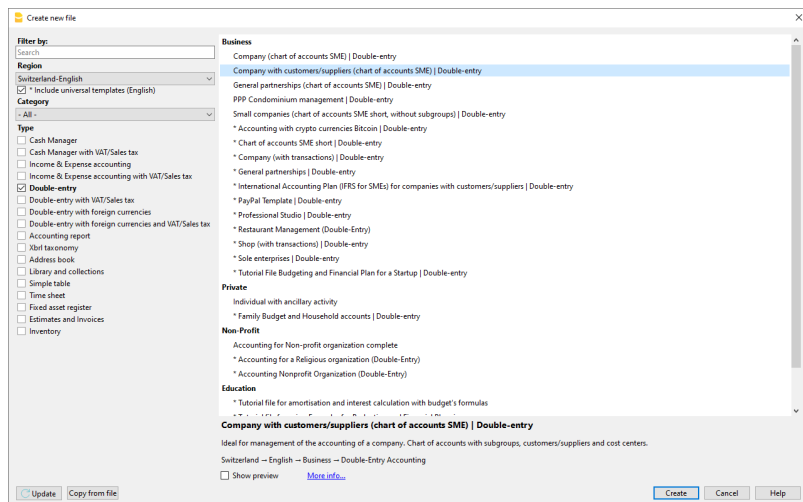 Create new file
Filter by:
Search
Region
Switzerland-English
* Include universal templates (English)
Category
- All -
Type
Cash Manager
Cash Manager with VAT/Sales tax
Income & Expense accounting
Income & Expense accounting with VAT/Sales tax
Double-entry
Double-entry with VAT/Sales tax
Double-entry with foreign currencies
Double-entry with foreign currencies and VAT/Sales tax
Accounting report
Xbrl taxonomy
Address book
Library and collections
Simple table
Time sheet
Fixed asset register
Estimates and Invoices
Inventory
Business
Company (chart of accounts SME) | Double-entry
Company with customers/suppliers (chart of accounts SME) | Double-entry
General partnerships (chart of accounts SME) | Double-entry
PPP Condominium management | Double-entry
Small companies (chart of accounts SME short, without subgroups) | Double-entry
* Accounting with crypto currencies Bitcoin | Double-entry
* Chart of accounts SME short | Double-entry
* Company (with transactions) | Double-entry
* General partnerships | Double-entry
* International Accounting Plan (IFRS for SMEs) for companies with customers/suppliers | Double-entry
* PayPal Template | Double-entry
* Professional Studio | Double-entry
* Restaurant Management (Double-Entry)
* Shop (with transactions) | Double-entry
* Sole enterprises | Double-entry
* Tutorial File Budgeting and Financial Plan for a Startup | Double-entry
Private
Individual with ancillary activity
* Family Budget and Household accounts | Double-entry
Non-Profit
Accounting for Non-profit organization complete
* Accounting for a Religious organization (Double-Entry)
* Accounting Nonprofit Organization (Double-Entry)
Education
* Tutorial file for amortisation and interest calculation with budget's formulas
Company with customers/suppliers (chart of accounts SME) | Double-entry
Ideal for management of the accounting of a company. Chart of accounts with subgroups, customers/suppliers and cost centers.
Switzerland → English → Business → Double-Entry Accounting
Show preview More info...
Update Copy from file Create Cancel Help